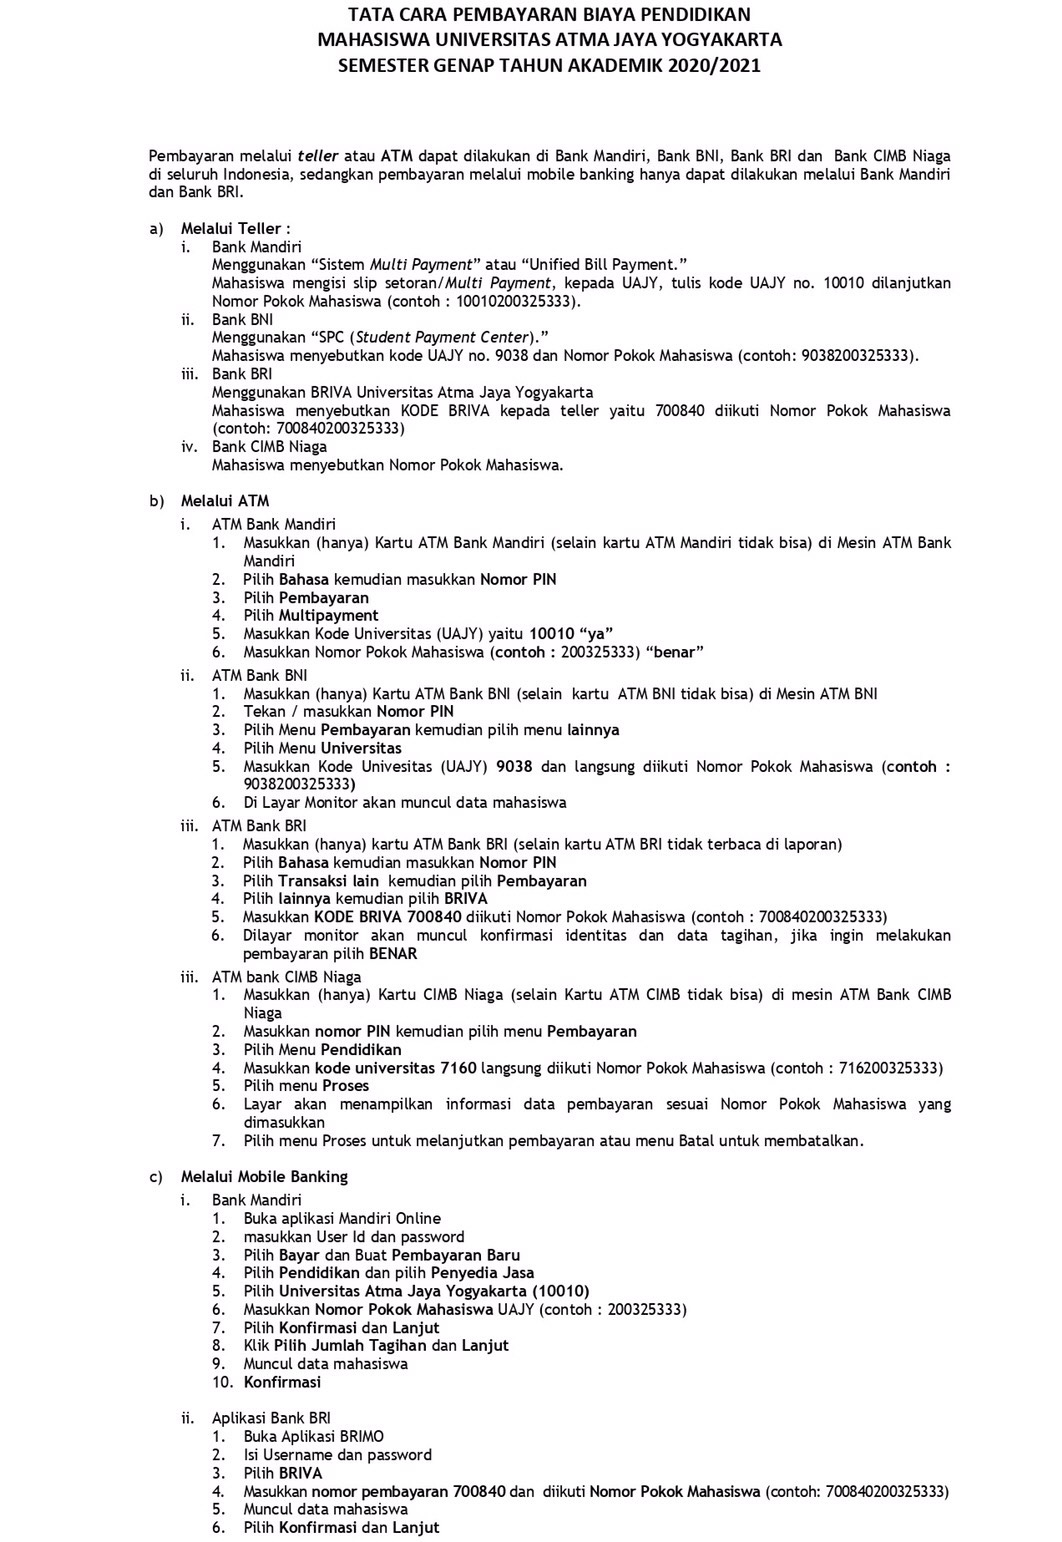 TATA CARA PEMBAYARAN BIAYA PENDIDIKAN
MAHASISWA UNIVERSITAS ATMA JAYA YOGYAKARTA
SEMESTER GENAP TAHUN AKADEMIK 2020/2021
Pembayaran melalui teller atau ATM dapat dilakukan di Bank Mandiri, Bank BNI, Bank BRI dan Bank CIMB Niaga
di seluruh Indonesia, sedangkan pembayaran melalui mobile banking hanya dapat dilakukan melalui Bank Mandiri
dan Bank BRI.
a) Melalui Teller :
i. Bank Mandiri
Menggunakan “Sistem Multi Payment” atau “Unified Bill Payment.”
Mahasiswa mengisi slip setoran/Multi Payment, kepada UAJY, tulis kode UAJY no. 10010 dilanjutkan
Nomor Pokok Mahasiswa (contoh : 10010200325333).
ii. Bank BNI
Menggunakan “SPC (Student Payment Center).”
Mahasiswa menyebutkan kode UAJY no. 9038 dan Nomor Pokok Mahasiswa (contoh: 9038200325333).
iii. Bank BRI
Menggunakan BRIVA Universitas Atma Jaya Yogyakarta
Mahasiswa menyebutkan KODE BRIVA kepada teller yaitu 700840 diikuti Nomor Pokok Mahasiswa
(contoh: 700840200325333)
iv. Bank CIMB Niaga
Mahasiswa menyebutkan Nomor Pokok Mahasiswa.
b) Melalui ATM
i. ATM Bank Mandiri
1. Masukkan (hanya) Kartu ATM Bank Mandiri (selain kartu ATM Mandiri tidak bisa) di Mesin ATM Bank
Mandiri
2. Pilih Bahasa kemudian masukkan Nomor PIN
3. Pilih Pembayaran
4. Pilih Multipayment
5. Masukkan Kode Universitas (UAJY) yaitu 10010 “ya”
6. Masukkan Nomor Pokok Mahasiswa (contoh : 200325333) “benar”
ii. ATM Bank BNI
1. Masukkan (hanya) Kartu ATM Bank BNI (selain kartu ATM BNI tidak bisa) di Mesin ATM BNI
2. Tekan / masukkan Nomor PIN
3. Pilih Menu Pembayaran kemudian pilih menu lainnya
4. Pilih Menu Universitas
5. Masukkan Kode Univesitas (UAJY) 9038 dan langsung diikuti Nomor Pokok Mahasiswa (contoh :
9038200325333)
6. Di Layar Monitor akan muncul data mahasiswa
iii. ATM Bank BRI
1. Masukkan (hanya) kartu ATM Bank BRI (selain kartu ATM BRI tidak terbaca di laporan)
2. Pilih Bahasa kemudian masukkan Nomor PIN
3. Pilih Transaksi lain kemudian pilih Pembayaran
4. Pilih lainnya kemudian pilih BRIVA
5. Masukkan KODE BRIVA 700840 diikuti Nomor Pokok Mahasiswa (contoh : 700840200325333)
6. Dilayar monitor akan muncul konfirmasi identitas dan data tagihan, jika ingin melakukan
pembayaran pilih BENAR
iii. ATM bank CIMB Niaga
1. Masukkan (hanya) Kartu CIMB Niaga (selain Kartu ATM CIMB tidak bisa) di mesin ATM Bank CIMB
Niaga
2. Masukkan nomor PIN kemudian pilih menu Pembayaran
3. Pilih Menu Pendidikan
4. Masukkan kode universitas 7160 langsung diikuti Nomor Pokok Mahasiswa (contoh : 716200325333)
5. Pilih menu Proses
6. Layar akan menampilkan informasi data pembayaran sesuai Nomor Pokok Mahasiswa yang
dimasukkan
7. Pilih menu Proses untuk melanjutkan pembayaran atau menu Batal untuk membatalkan.
c) Melalui Mobile Banking
i. Bank Mandiri
1. Buka aplikasi Mandiri Online
2. masukkan User Id dan password
3. Pilih Bayar dan Buat Pembayaran Baru
4. Pilih Pendidikan dan pilih Penyedia Jasa
5. Pilih Universitas Atma Jaya Yogyakarta (10010)
6. Masukkan Nomor Pokok Mahasiswa UAJY (contoh : 200325333)
7. Pilih Konfirmasi dan Lanjut
8. Klik Pilih Jumlah Tagihan dan Lanjut
9. Muncul data mahasiswa
10. Konfirmasi
ii. Aplikasi Bank BRI
1. Buka Aplikasi BRIMO
2. Isi Username dan password
3. Pilih BRIVA
4. Masukkan nomor pembayaran 700840 dan diikuti Nomor Pokok Mahasiswa (contoh: 700840200325333)
5. Muncul data mahasiswa
6. Pilih Konfirmasi dan Lanjut